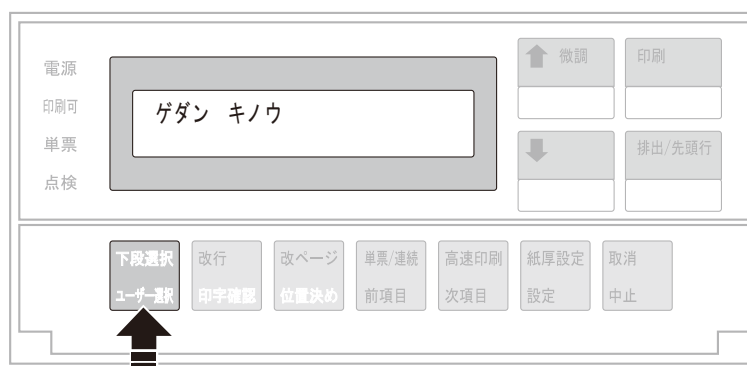 電源
印刷可
単票
点検
ゲダン キノウ
微調
印刷
排出/先頭行
下段選択
ユーザー選択
改行
印字確認
改ページ
位置決め
単票/連続
前項目
高速印刷
次項目
紙厚設定
設定
取消
中止